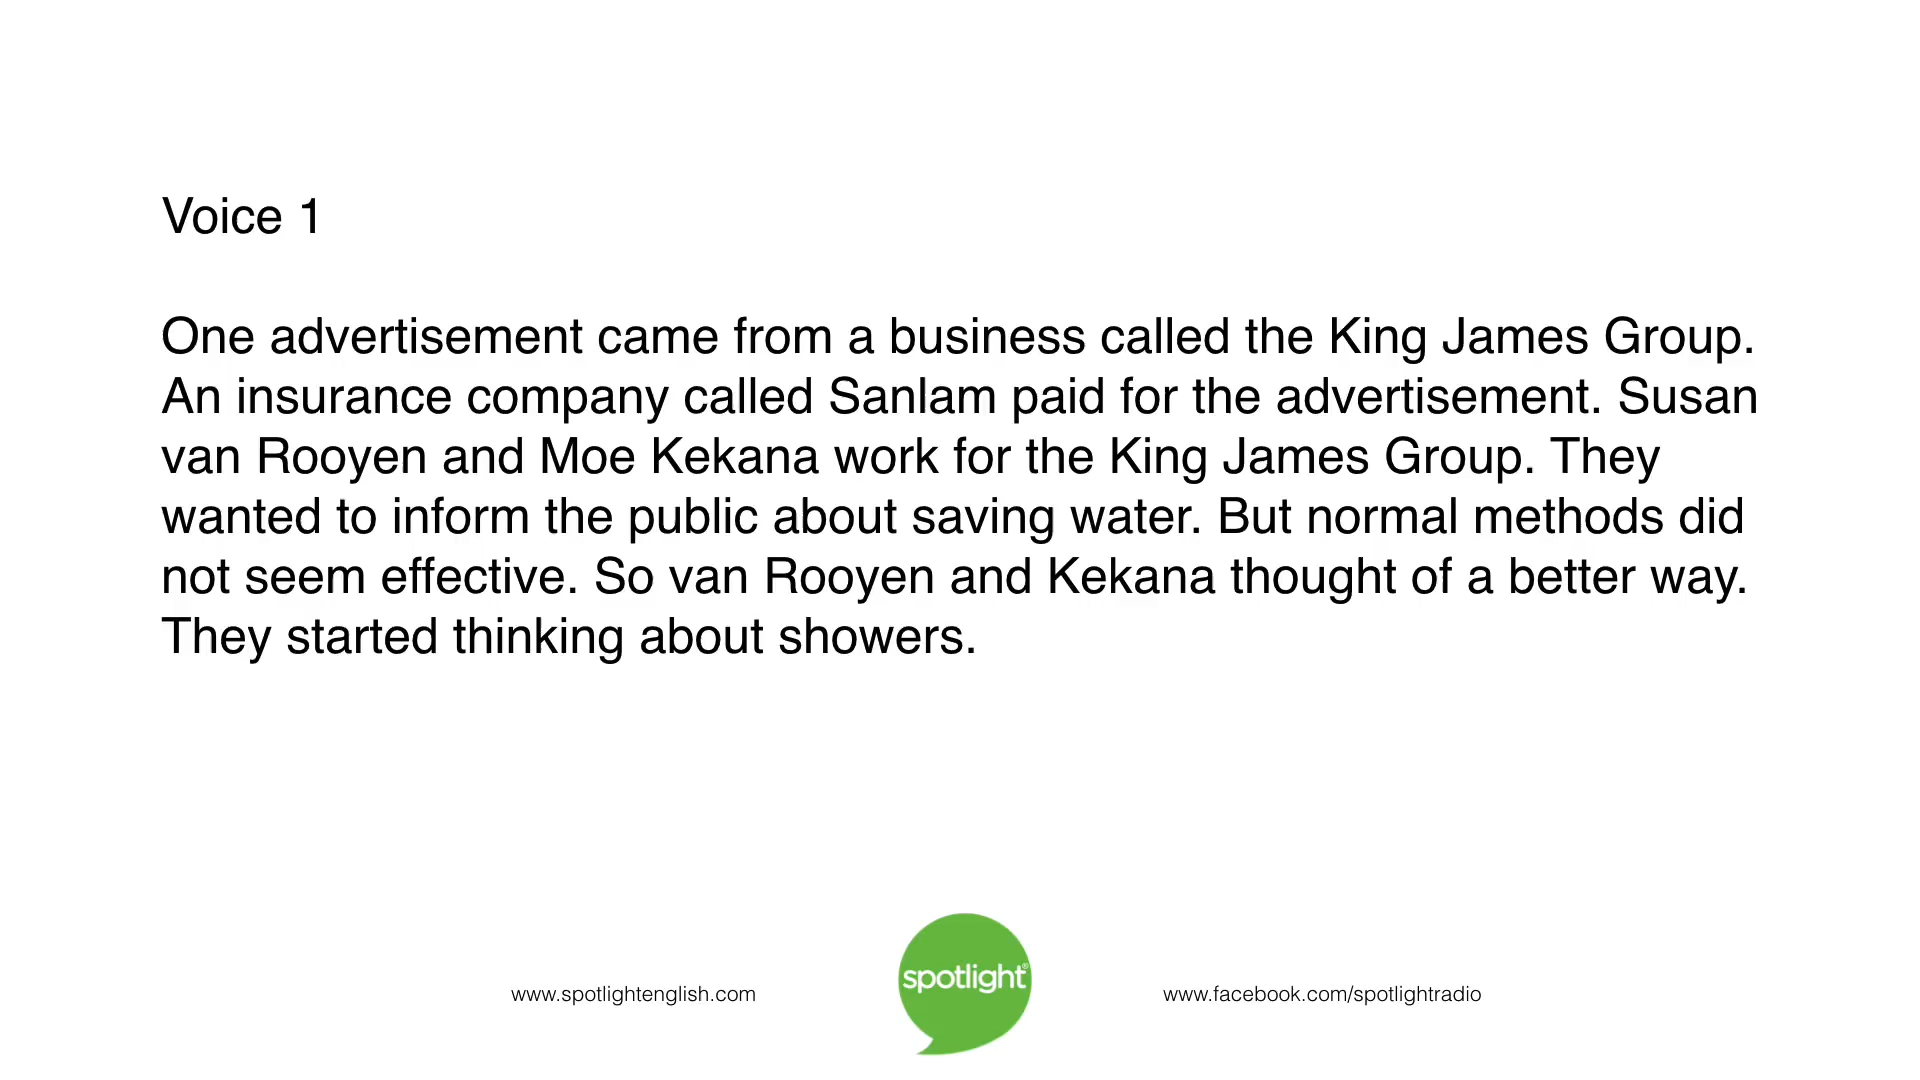 Voice 1
One advertisement came from a business called the King James Group.
An insurance company called Sanlam paid for the advertisement. Susan
van Rooyen and Moe Kekana work for the King James Group. They
wanted to inform the public about saving water. But normal methods did
not seem effective. So van Rooyen and Kekana thought of a better way.
They started thinking about showers.
www.spotlightenglish.com
spotlight®
www.facebook.com/spotlightradio